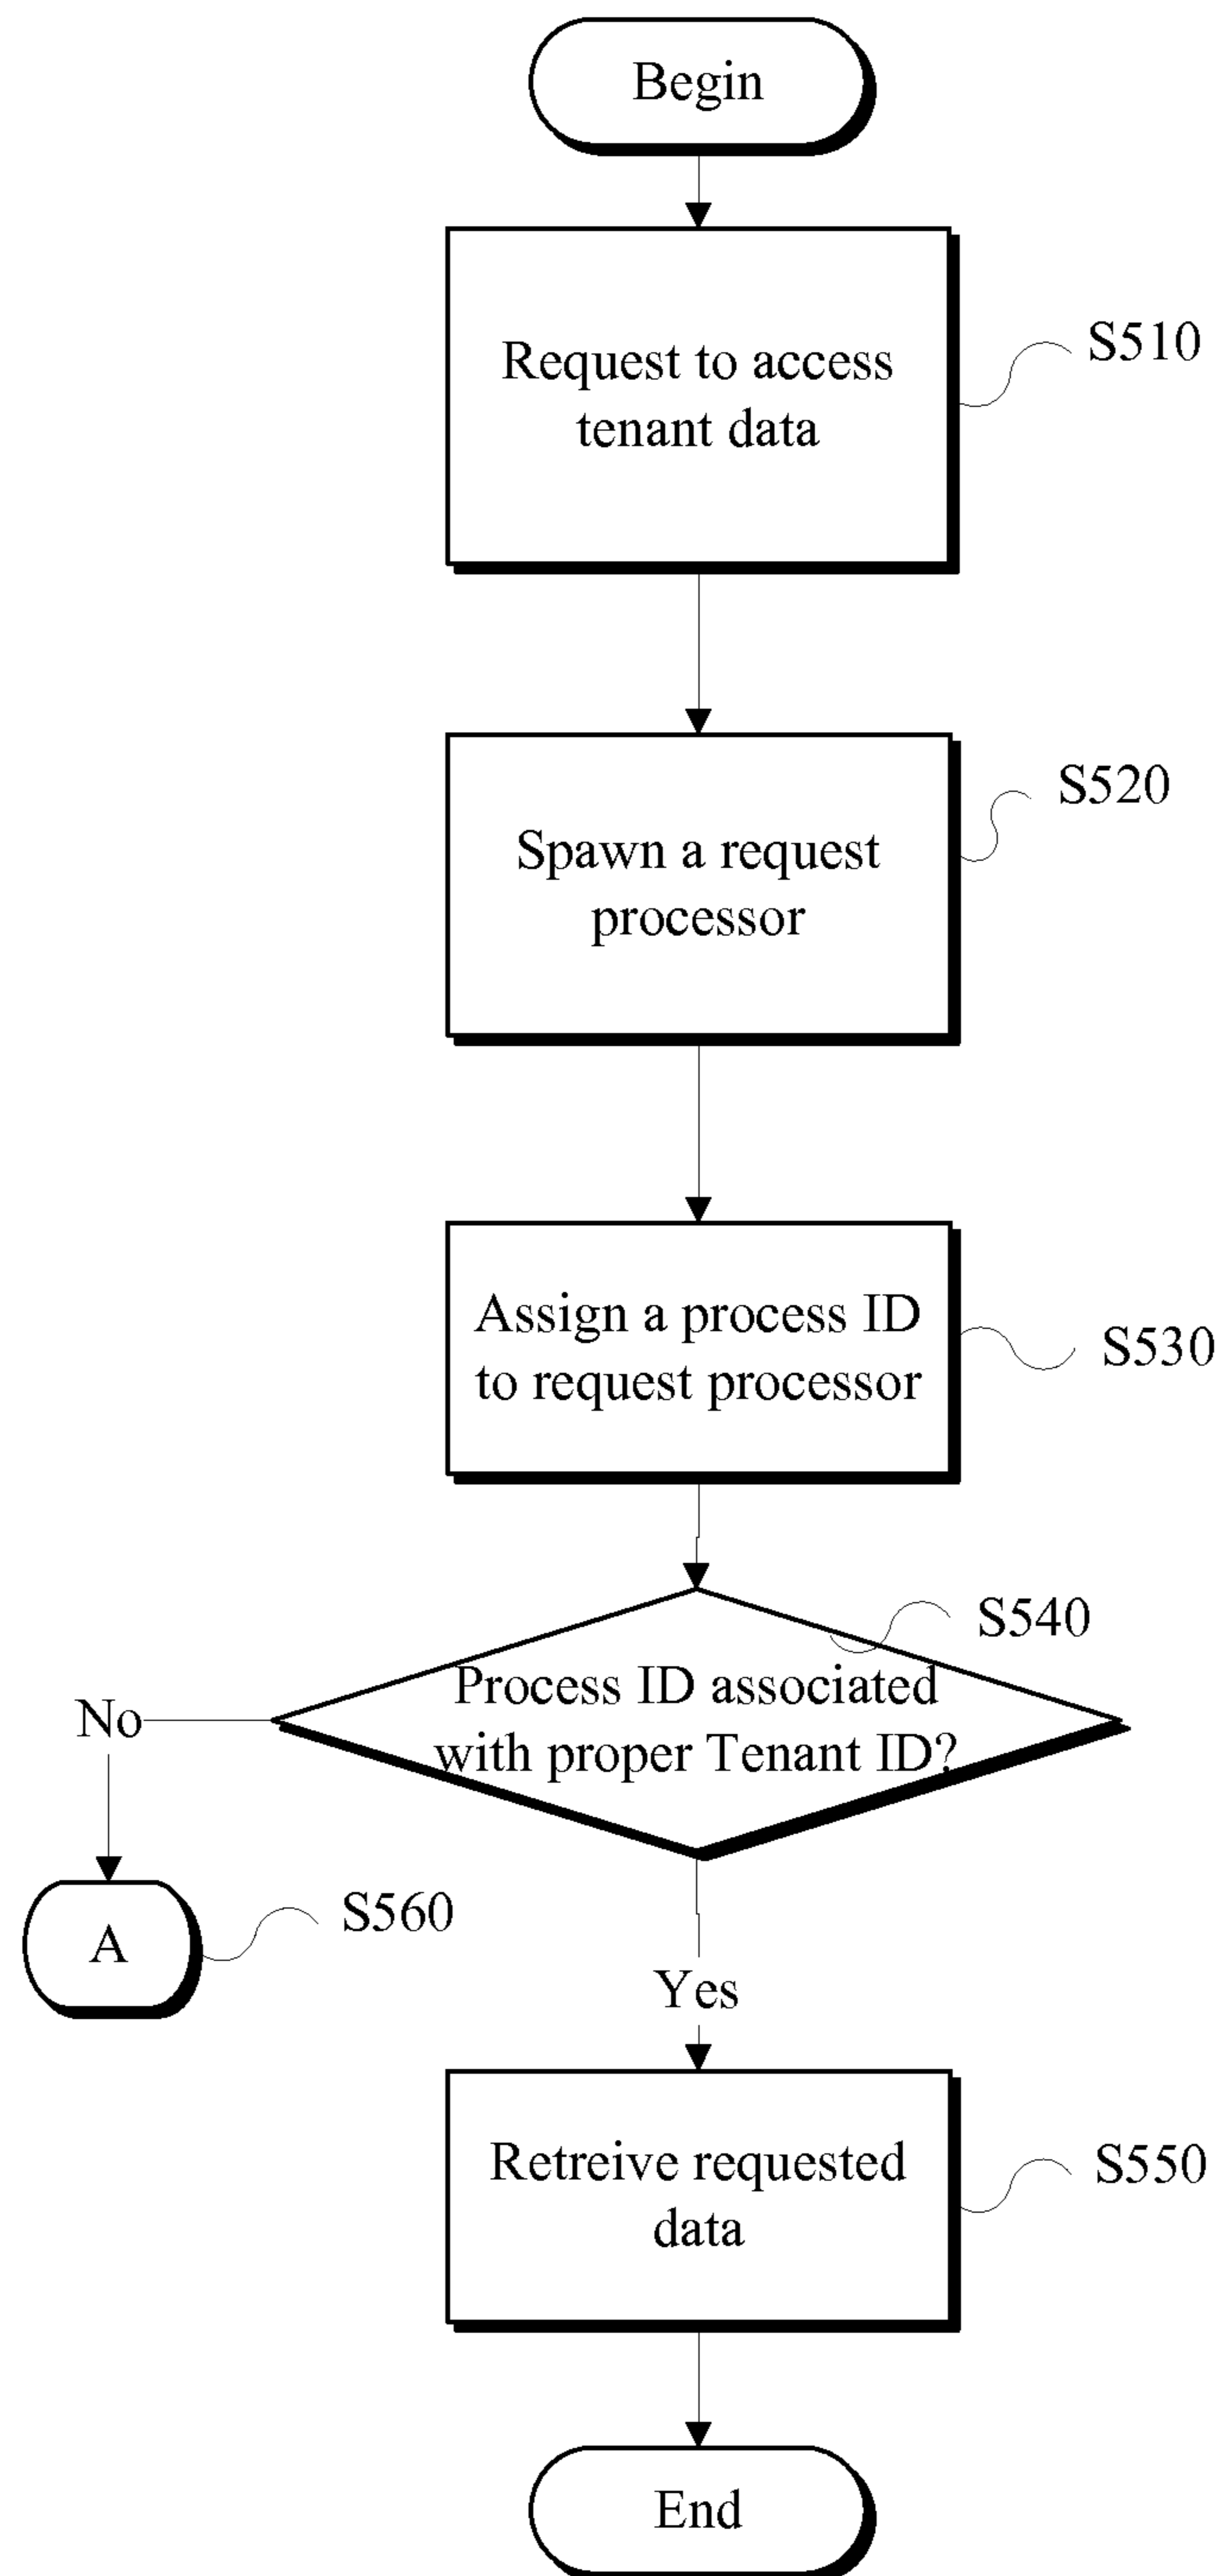 Begin
Request to access
tenant data
S510
Spawn a request
processor
S520
Assign a process ID
to request processor
S530
S540
Process ID associated
with proper Tenant ID?
No
A
S560
Yes
Retreive requested
data
S550
End